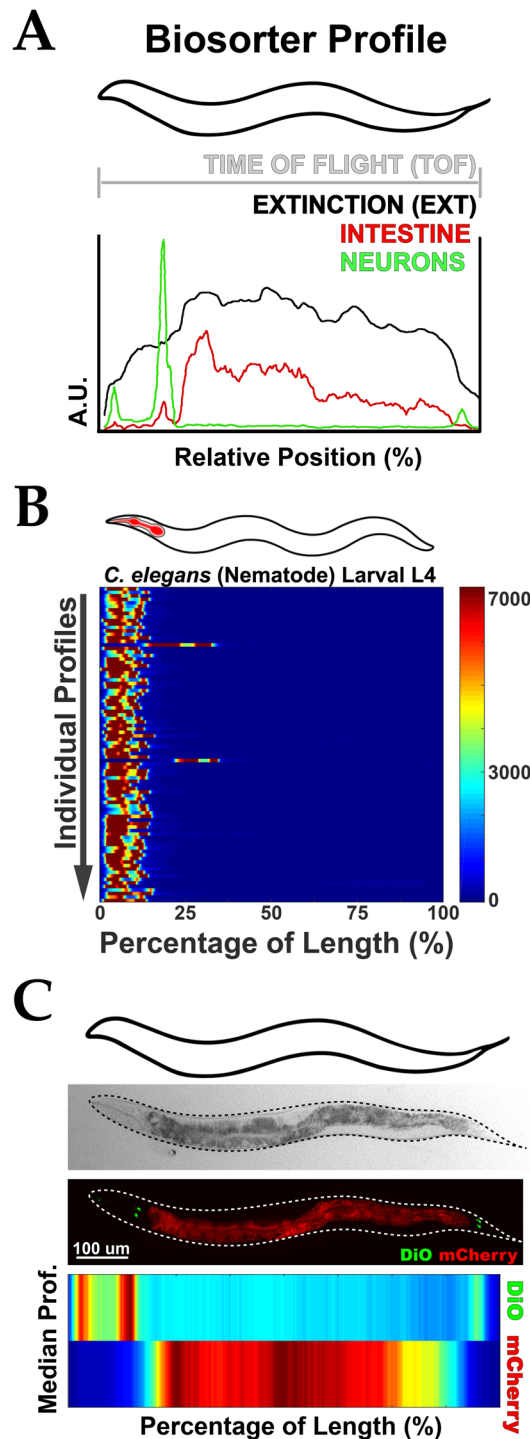 A
Biosorter Profile
TIME OF FLIGHT (TOF)
EXTINCTION (EXT)
INTESTINE
NEURONS
A.U.
Relative Position (%)
B
C. elegans (Nematode) Larval L4
Individual Profiles
7000
3000
0
0 25 50 75 100
Percentage of Length (%)
C
100 um
DiO mCherry
Median Prof.
DiO
mCherry
Percentage of Length (%)